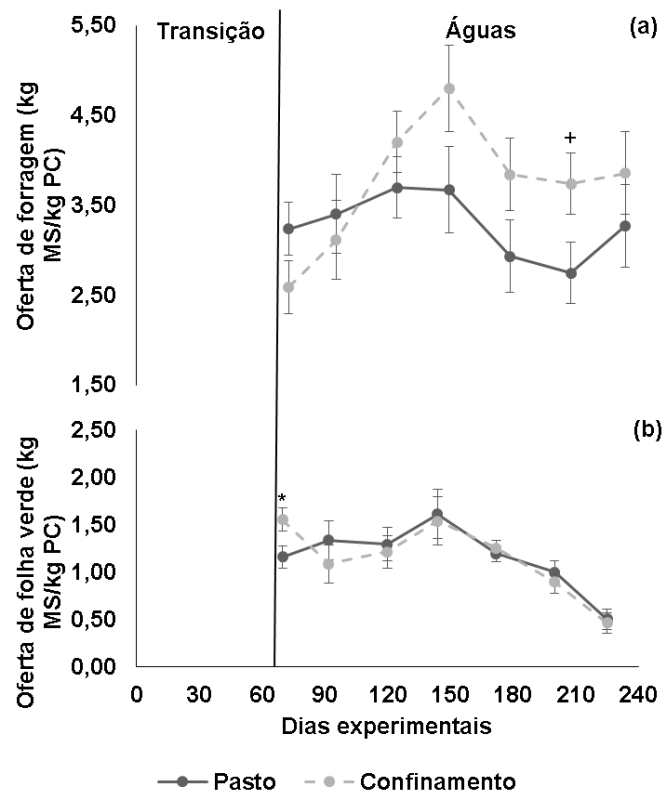 Transição Águas (a)
Oferta de forragem (kg
MS/kg PC)
5,50
4,50
3,50
2,50
1,50
+
(b)
Oferta de folha verde (kg
MS/kg PC)
2,50
2,00
1,50
1,00
0,50
0,00
*
0 30 60 90 120 150 180 210 240
Dias experimentais
Pasto Confinamento